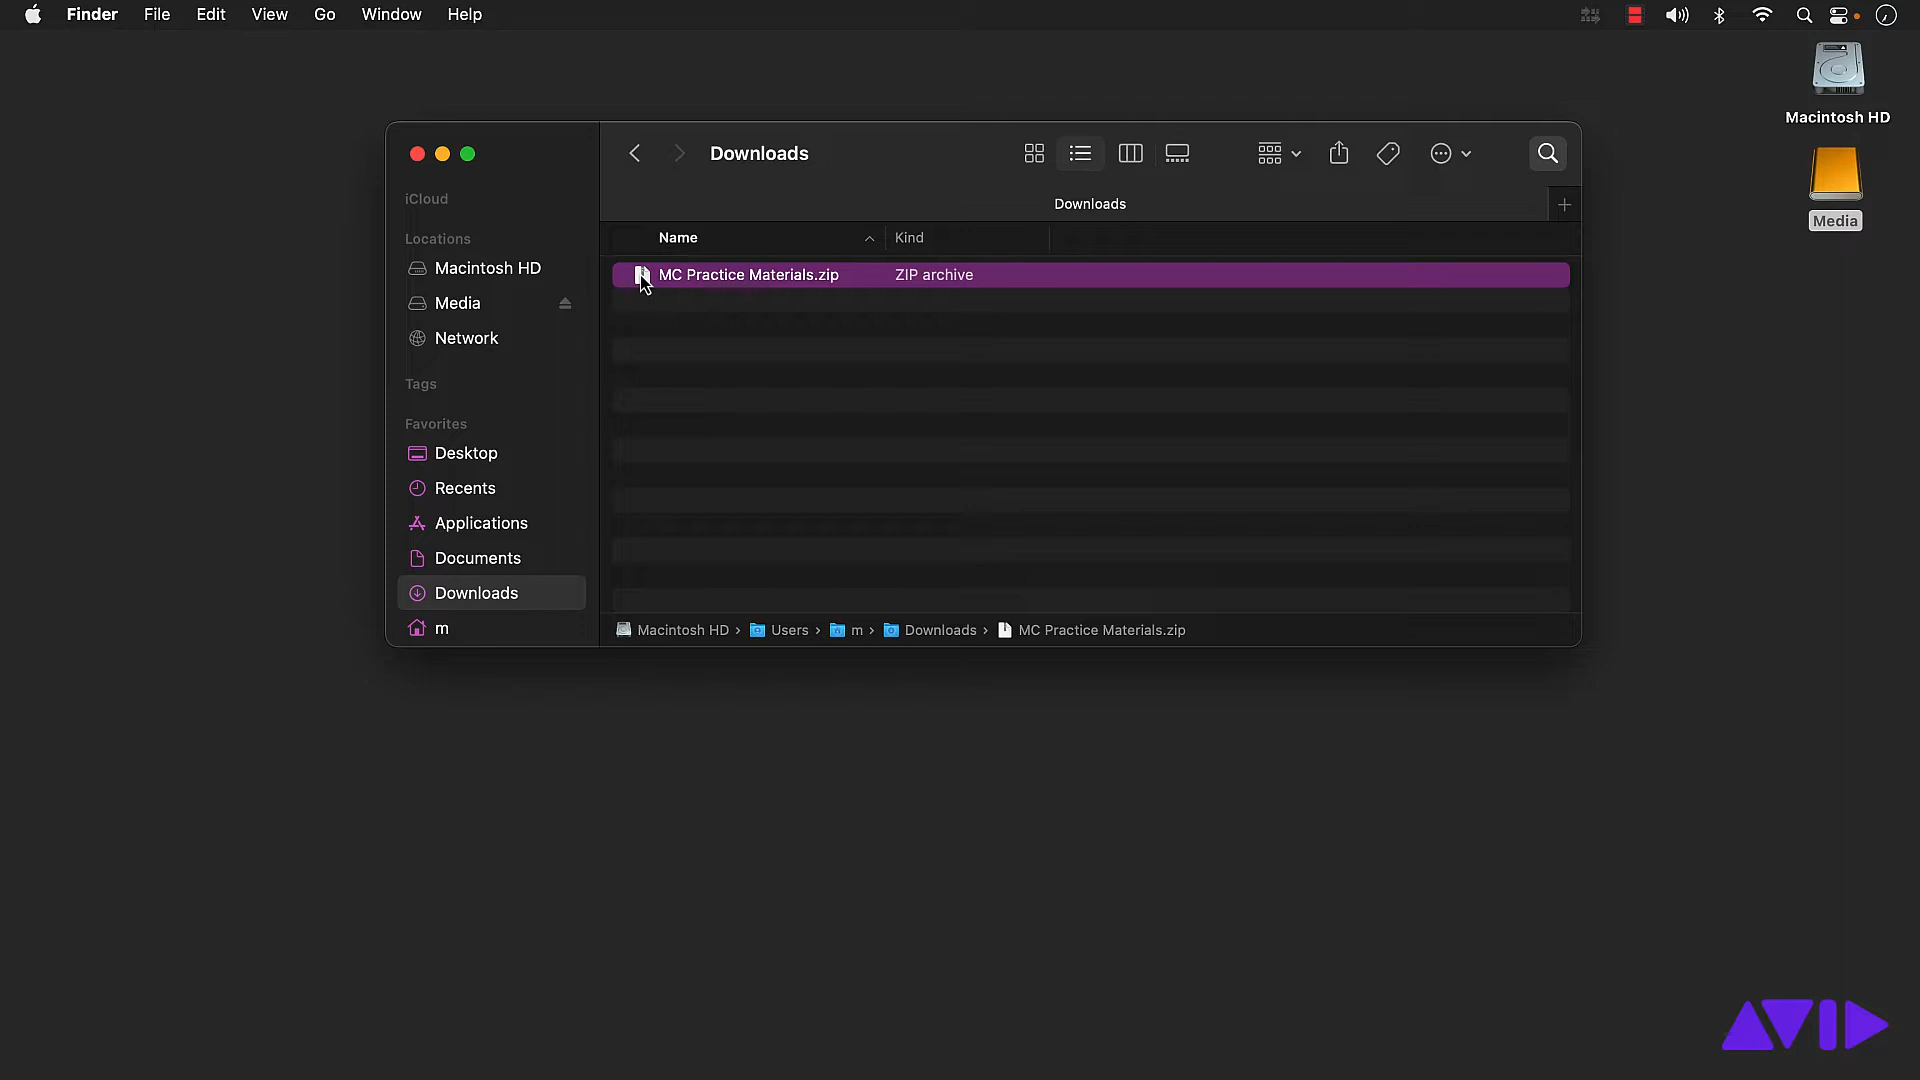 Finder File Edit View Go Window Help
Macintosh HD
Media
Downloads
iCloud
Locations
Macintosh HD
Media
Network
Tags
Favorites
Desktop
Recents
Applications
Documents
Downloads
m
Downloads
Name Kind
MC Practice Materials.zip ZIP archive
Macintosh HD › Users › m › Downloads › MC Practice Materials.zip
AVID